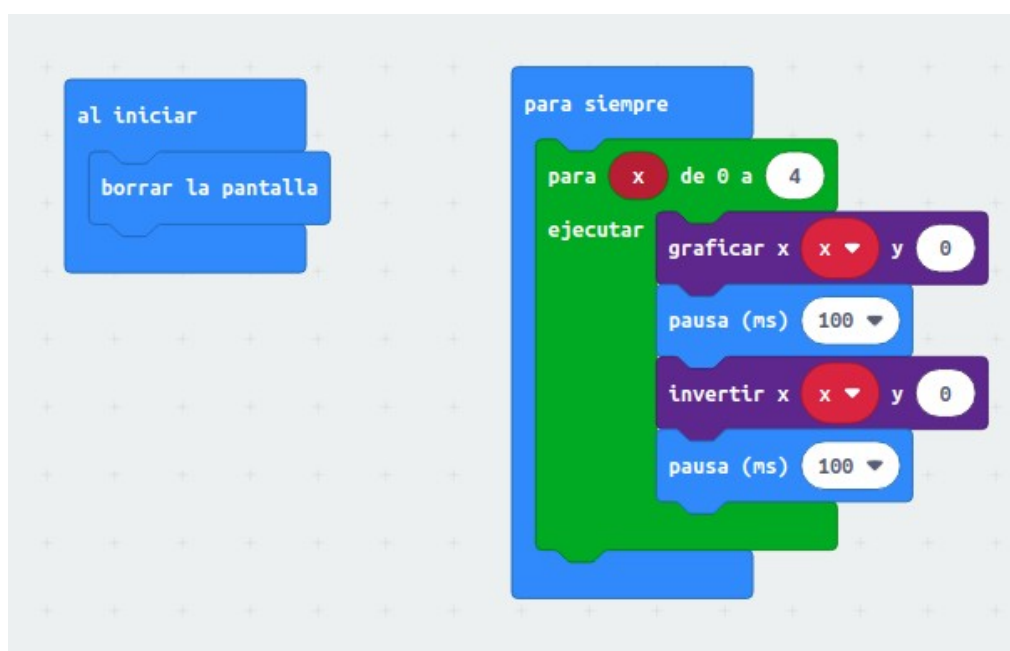 al iniciar
borrar la pantalla
para siempre
para x de 0 a 4
ejecutar
graficar x x y 0
pausa (ms) 100
invertir x x y 0
pausa (ms) 100